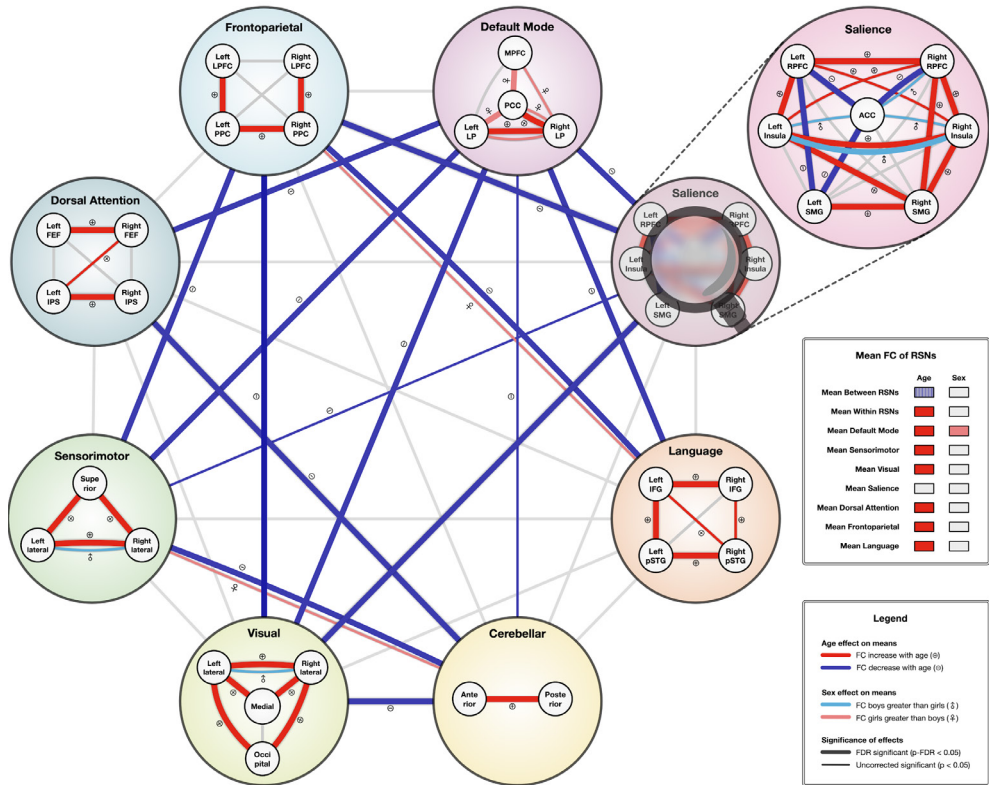 Frontoparietal
Left
LPFC
Right
LPFC
Left
PPC
Right
PPC
Default Mode
MPFC
PCC
Left
LP
Right
LP
Salience
Left
RPFC
Right
RPFC
ACC
Left
Insula
Right
Insula
Left
SMG
Right
SMG
Dorsal Attention
Left
FEF
Right
FEF
Left
IPS
Right
IPS
Salience
Left
RPFC
Right
RPFC
Left
Insula
Right
Insula
Left
SMG
Right
SMG
Sensorimotor
Supe
rior
Left
lateral
Right
lateral
Language
Left
IFG
Right
IFG
Left
pSTG
Right
pSTG
Visual
Left
lateral
Right
lateral
Medial
Occi
pital
Cerebellar
Ante
rior
Poste
rior
Mean FC of RSNs
Age Sex
Mean Between RSNs
Mean Within RSNs
Mean Default Mode
Mean Sensorimotor
Mean Visual
Mean Salience
Mean Dorsal Attention
Mean Frontoparietal
Mean Language
Legend
Age effect on means
FC increase with age (⊕)
FC decrease with age (⊖)
Sex effect on means
FC boys greater than girls (♂)
FC girls greater than boys (♀)
Significance of effects
FDR significant (p-FDR < 0.05)
Uncorrected significant (p < 0.05)